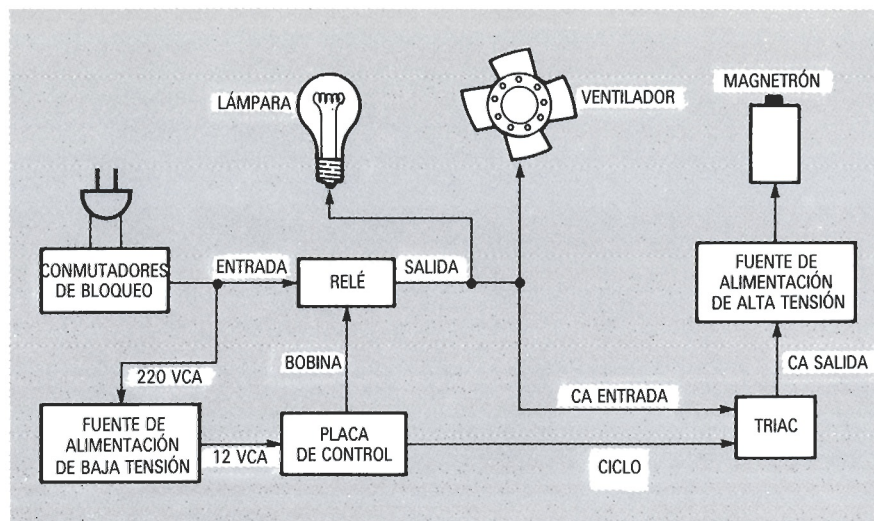 LÁMPARA
VENTILADOR
MAGNETRÓN
CONMUTADORES
DE BLOQUEO
ENTRADA
RELÉ
SALIDA
FUENTE DE
ALIMENTACIÓN
DE ALTA TENSIÓN
220 VCA
BOBINA
CA SALIDA
FUENTE DE
ALIMENTACIÓN
DE BAJA TENSIÓN
12 VCA
PLACA
DE CONTROL
CA ENTRADA
CICLO
TRIAC